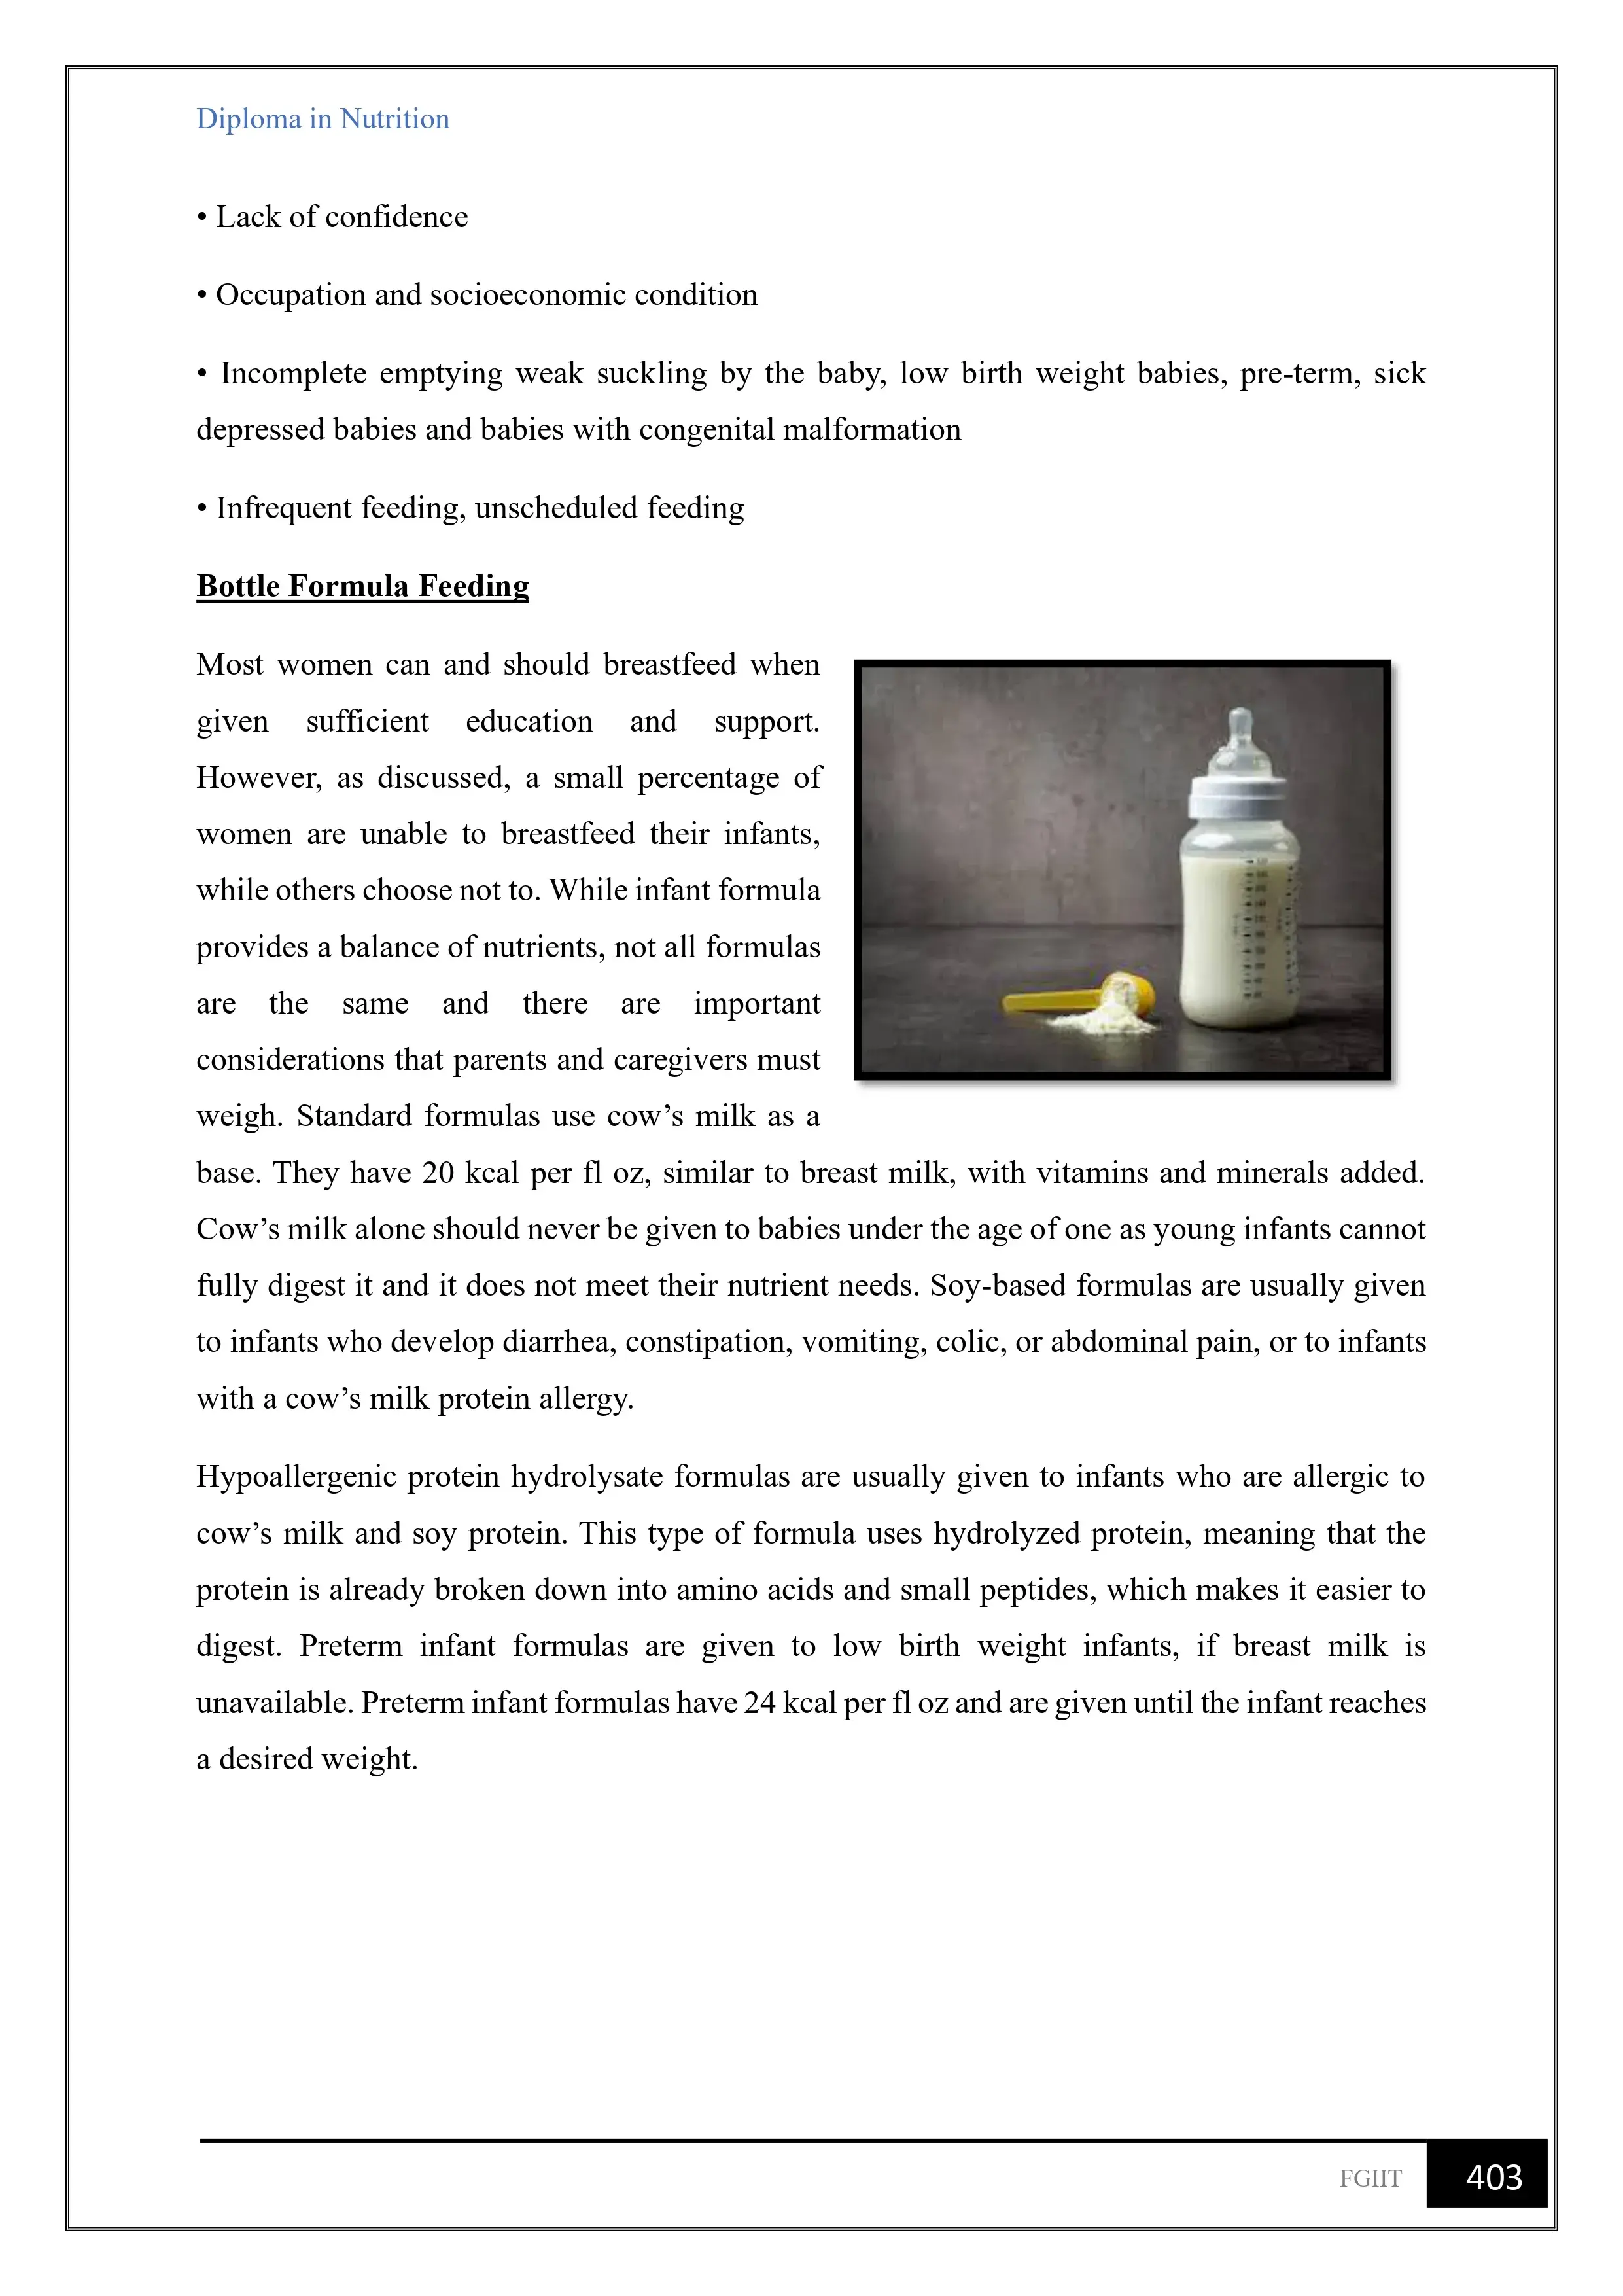 Diploma in Nutrition
• Lack of confidence
• Occupation and socioeconomic condition
• Incomplete emptying weak suckling by the baby, low birth weight babies, pre-term, sick
depressed babies and babies with congenital malformation
• Infrequent feeding, unscheduled feeding
Bottle Formula Feeding
Most women can and should breastfeed when
given sufficient education and support.
However, as discussed, a small percentage of
women are unable to breastfeed their infants,
while others choose not to. While infant formula
provides a balance of nutrients, not all formulas
are the same and there are important
considerations that parents and caregivers must
weigh. Standard formulas use cow’s milk as a
base. They have 20 kcal per fl oz, similar to breast milk, with vitamins and minerals added.
Cow’s milk alone should never be given to babies under the age of one as young infants cannot
fully digest it and it does not meet their nutrient needs. Soy-based formulas are usually given
to infants who develop diarrhea, constipation, vomiting, colic, or abdominal pain, or to infants
with a cow’s milk protein allergy.
Hypoallergenic protein hydrolysate formulas are usually given to infants who are allergic to
cow’s milk and soy protein. This type of formula uses hydrolyzed protein, meaning that the
protein is already broken down into amino acids and small peptides, which makes it easier to
digest. Preterm infant formulas are given to low birth weight infants, if breast milk is
unavailable. Preterm infant formulas have 24 kcal per fl oz and are given until the infant reaches
a desired weight.
FGIIT 403